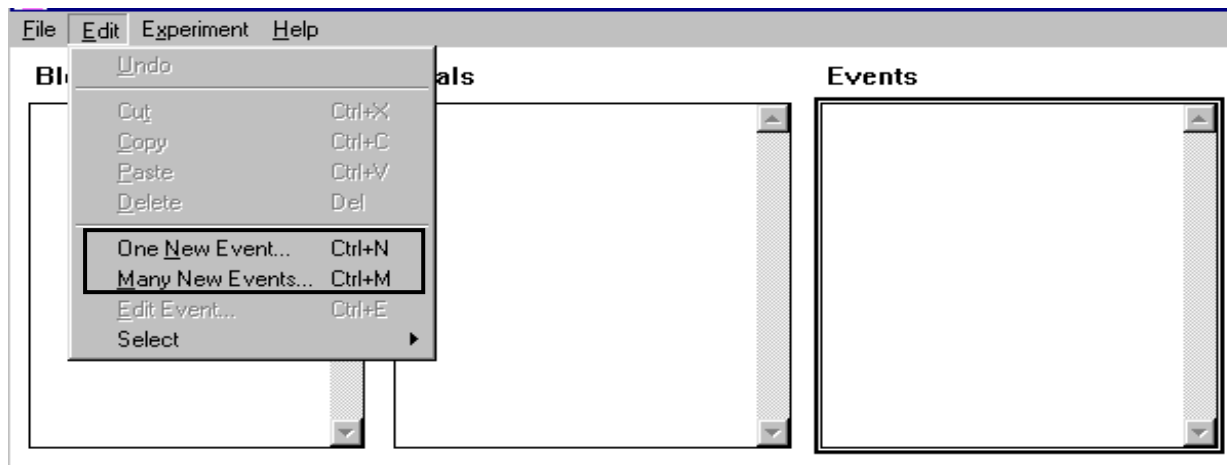 File Edit Experiment Help
Bl als Events
Undo
Cut Ctrl+X
Copy Ctrl+C
Paste Ctrl+V
Delete Del
One New Event... Ctrl+N
Many New Events... Ctrl+M
Edit Event... Ctrl+E
Select